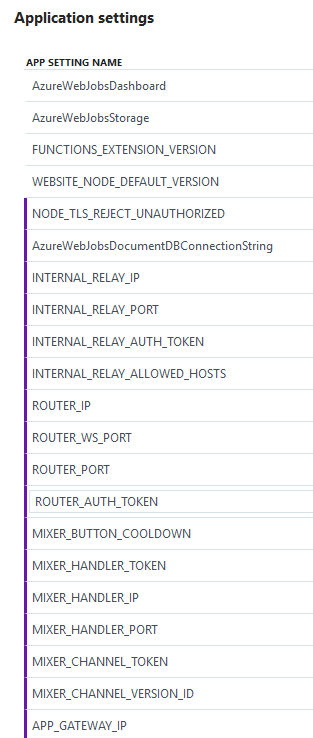 Application settings
APP SETTING NAME
AzureWebJobsDashboard
AzureWebJobsStorage
FUNCTIONS_EXTENSION_VERSION
WEBSITE_NODE_DEFAULT_VERSION
NODE_TLS_REJECT_UNAUTHORIZED
AzureWebJobsDocumentDBConnectionString
INTERNAL_RELAY_IP
INTERNAL_RELAY_PORT
INTERNAL_RELAY_AUTH_TOKEN
INTERNAL_RELAY_ALLOWED_HOSTS
ROUTER_IP
ROUTER_WS_PORT
ROUTER_PORT
ROUTER_AUTH_TOKEN
MIXER_BUTTON_COOLDOWN
MIXER_HANDLER_TOKEN
MIXER_HANDLER_IP
MIXER_HANDLER_PORT
MIXER_CHANNEL_TOKEN
MIXER_CHANNEL_VERSION_ID
APP_GATEWAY_IP